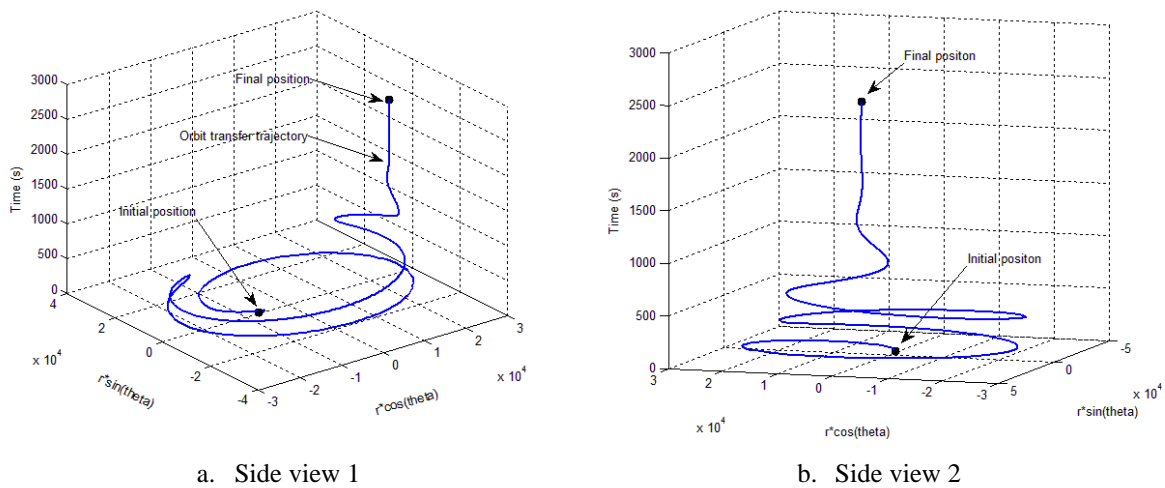 Final position
Orbit transfer trajectory
Initial position
Time (s)
3000
2500
2000
1500
1000
500
0
4
2
0
-2
-4
x 10^4
r*sin(theta)
-3
-2
-1
0
1
2
3
x 10^4
r*cos(theta)
a. Side view 1
Final positon
Initial positon
Time (s)
3000
2500
2000
1500
1000
500
0
3
2
1
0
-1
-2
-3
x 10^4
r*cos(theta)
5
0
-5
x 10^4
r*sin(theta)
b. Side view 2